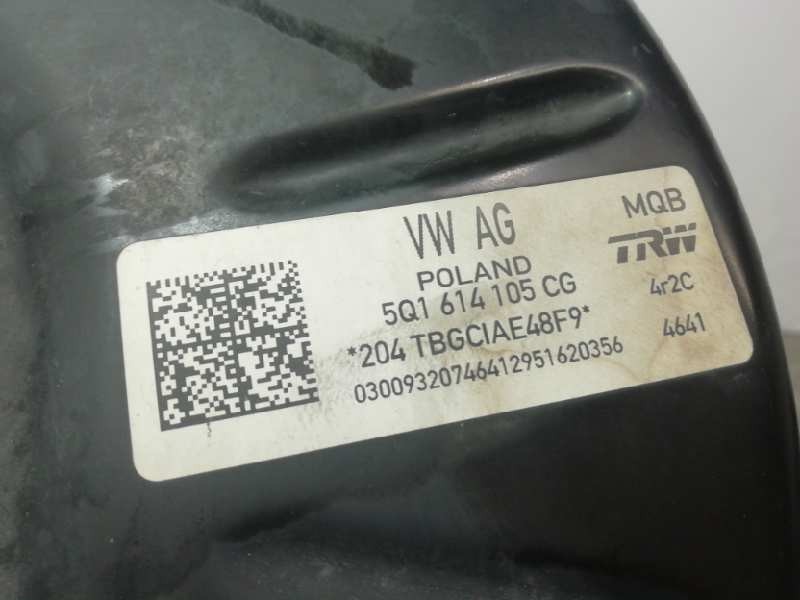 VW AG
POLAND
5Q1 614 105 CG
*204 TBGCIAE48F9*
03009320746412951620356
MQB
TRW
4r2C
4641